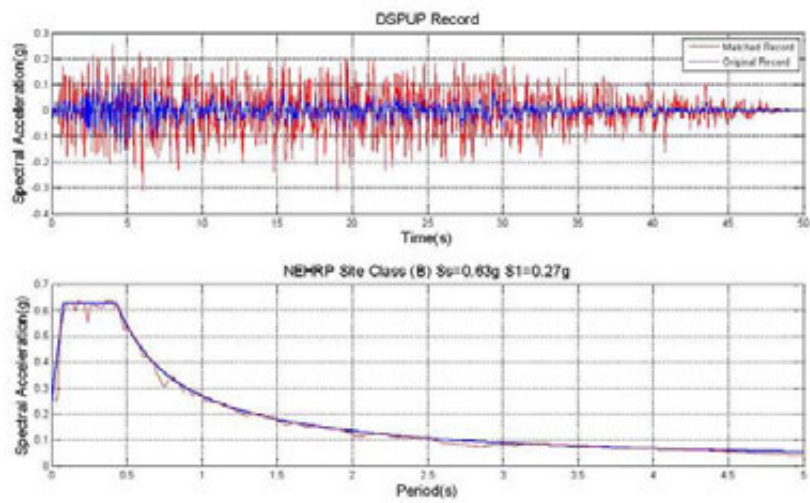 DSPUP Record
Spectral Acceleration(g)
0.3
0.2
0.1
0
-0.1
-0.2
-0.3
-0.4
Matched Record
Original Record
0 5 10 15 20 25 30 35 40 45 50
Time(s)
NEHRP Site Class (B) Ss=0.63g S1=0.27g
Spectral Acceleration(g)
0.7
0.6
0.5
0.4
0.3
0.2
0.1
0
0 0.5 1 1.5 2 2.5 3 3.5 4 4.5 5
Period(s)